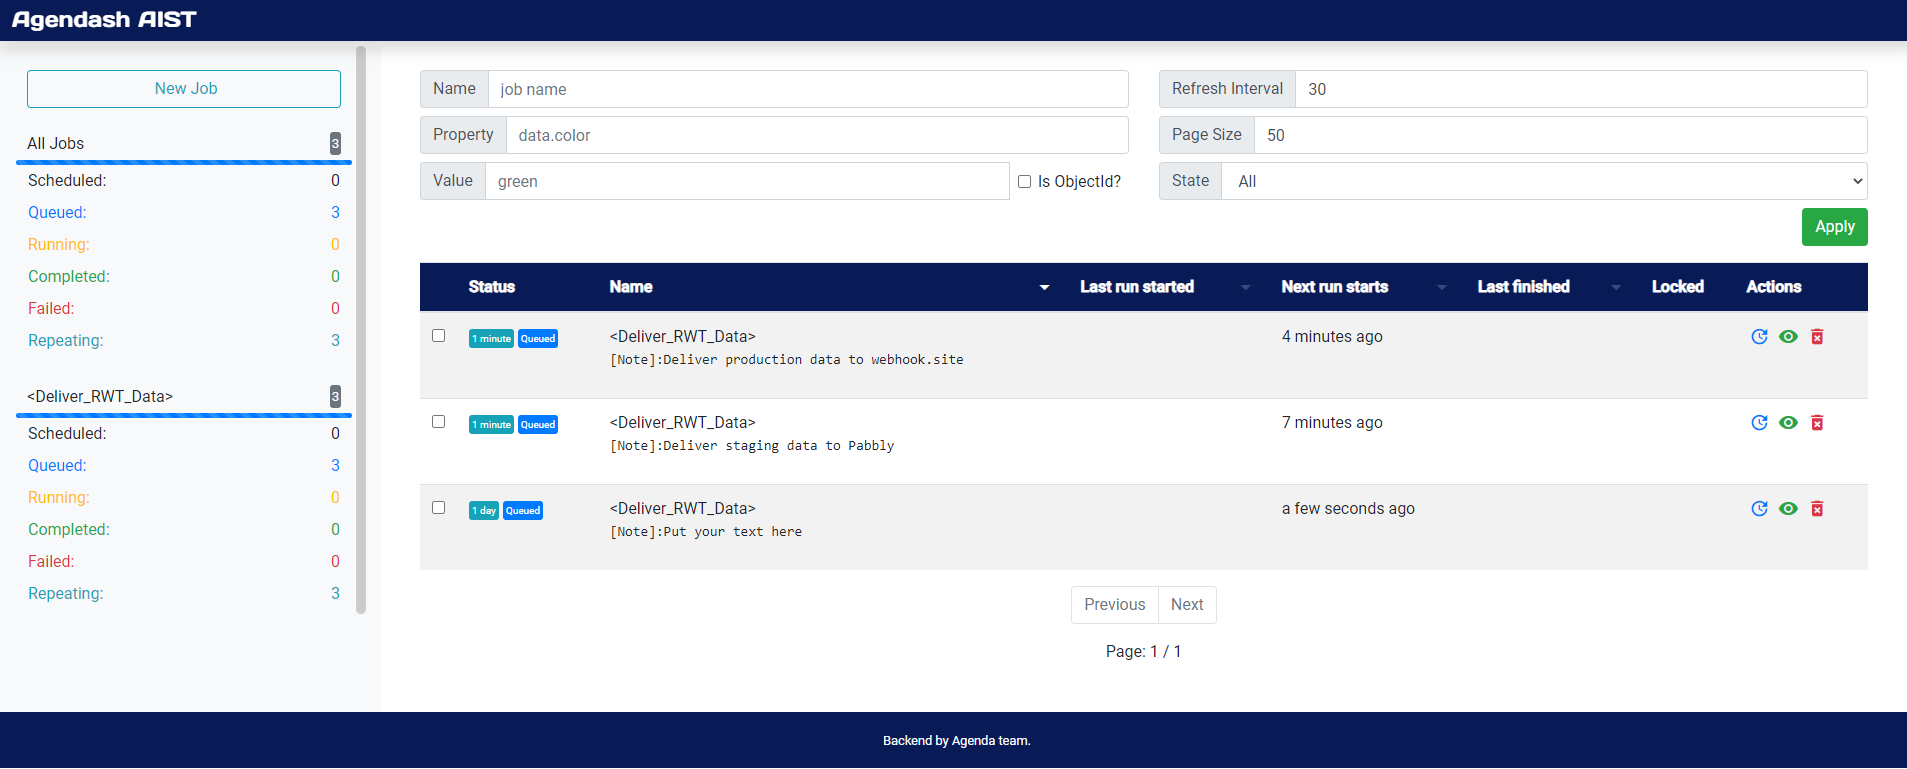 Agendash AIST
New Job
All Jobs 3
Scheduled: 0
Queued: 3
Running: 0
Completed: 0
Failed: 0
Repeating: 3
<Deliver_RWT_Data> 3
Scheduled: 0
Queued: 3
Running: 0
Completed: 0
Failed: 0
Repeating: 3
Name job name
Property data.color
Value green Is ObjectId?
Refresh Interval 30
Page Size 50
State All
Apply
Status Name Last run started Next run starts Last finished Locked Actions
1 minute Queued <Deliver_RWT_Data> 4 minutes ago
[Note]:Deliver production data to webhook.site
1 minute Queued <Deliver_RWT_Data> 7 minutes ago
[Note]:Deliver staging data to Pabbly
1 day Queued <Deliver_RWT_Data> a few seconds ago
[Note]:Put your text here
Previous Next
Page: 1 / 1
Backend by Agenda team.